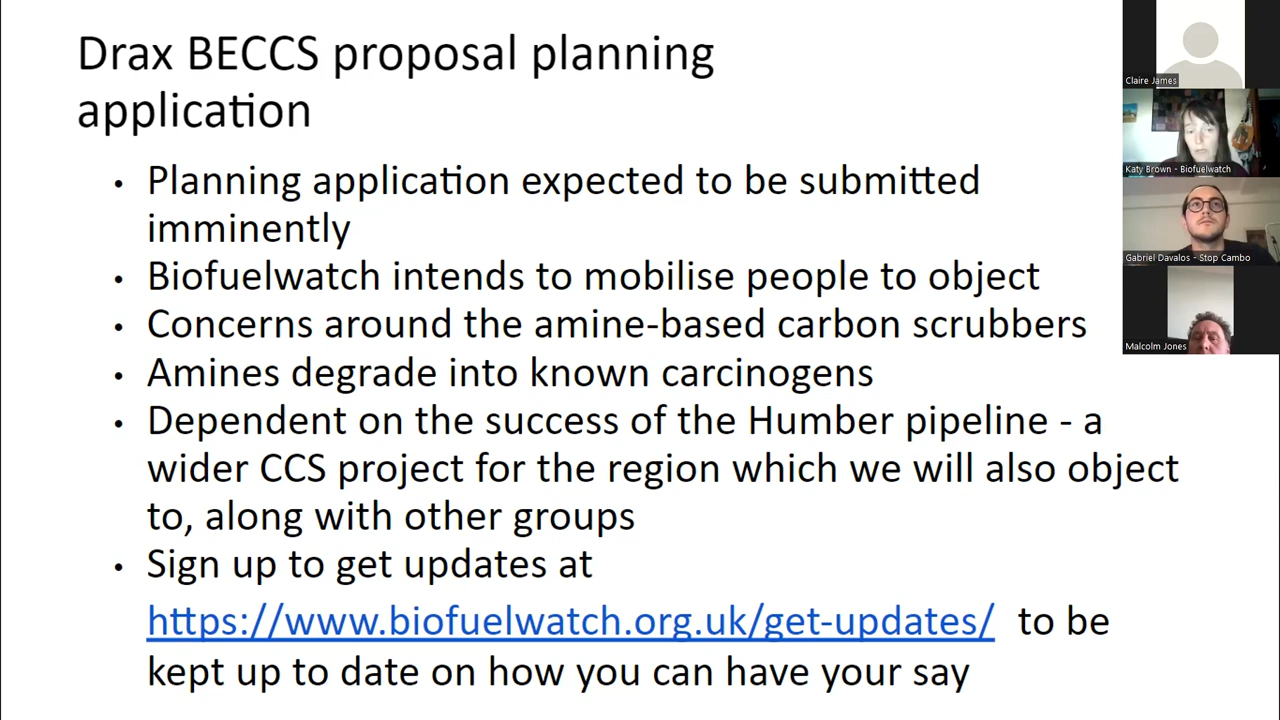 Drax BECCS proposal planning
application
• Planning application expected to be submitted
imminently
• Biofuelwatch intends to mobilise people to object
• Concerns around the amine-based carbon scrubbers
• Amines degrade into known carcinogens
• Dependent on the success of the Humber pipeline - a
wider CCS project for the region which we will also object
to, along with other groups
• Sign up to get updates at
https://www.biofuelwatch.org.uk/get-updates/ to be
kept up to date on how you can have your say
Claire James
Katy Brown - Biofuelwatch
Gabriel Davalos - Stop Cambo
Malcolm Jones